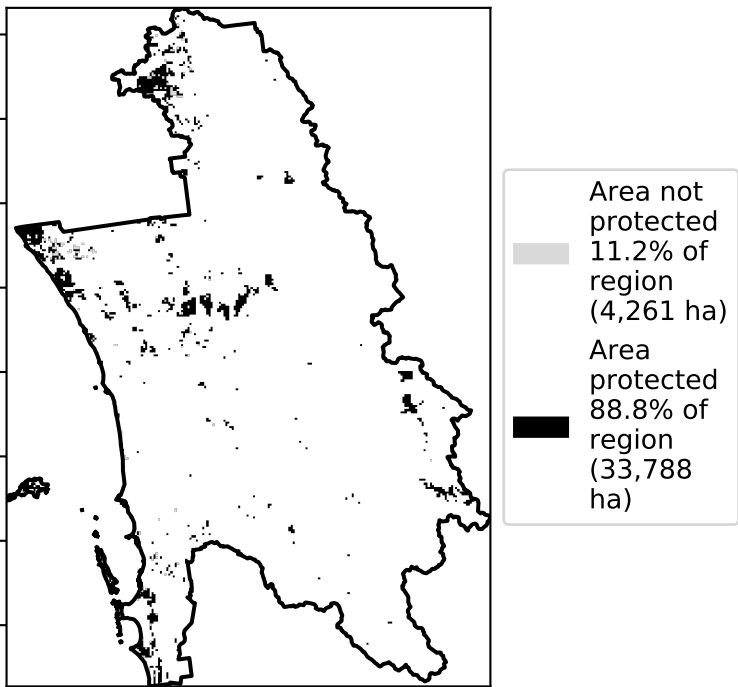 Area not
protected
11.2% of
region
(4,261 ha)
Area
protected
88.8% of
region
(33,788
ha)